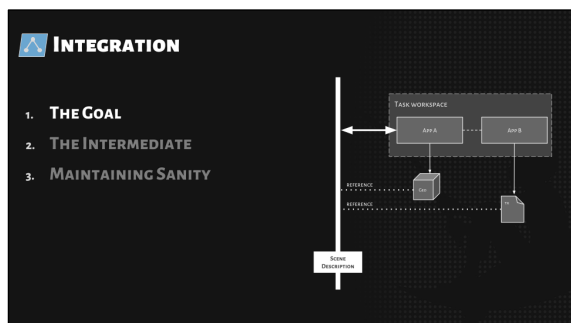 INTEGRATION
1. THE GOAL
2. THE INTERMEDIATE
3. MAINTAINING SANITY
TASK WORKSPACE
APP A
APP B
REFERENCE
REFERENCE
SCENE
DESCRIPTION